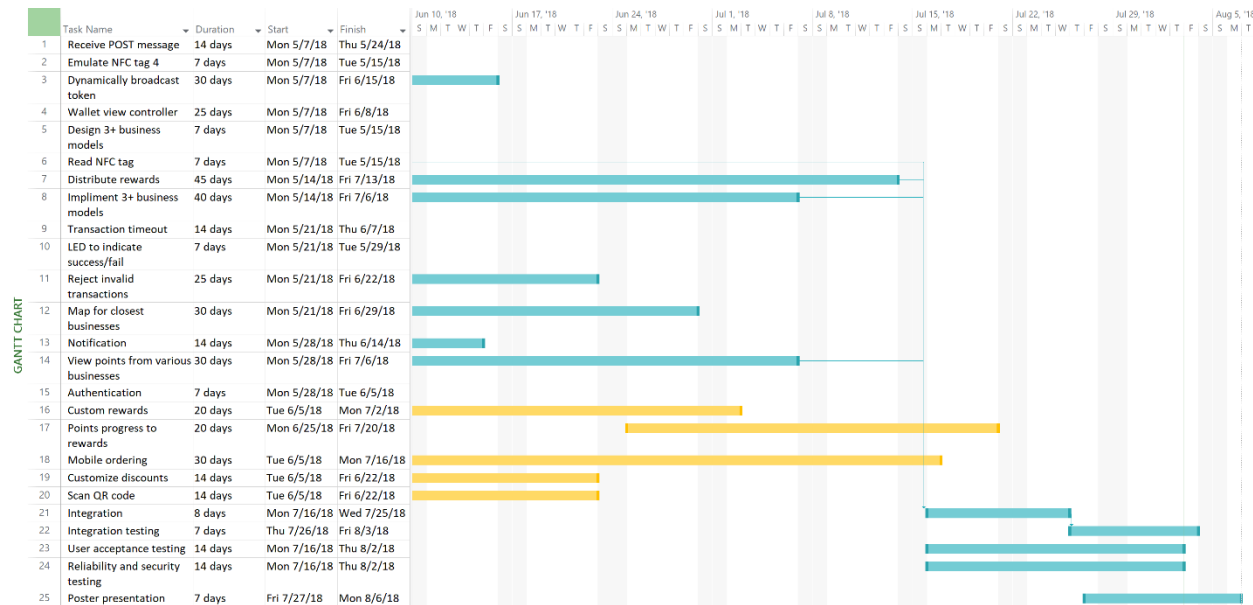 Jun 10, '18 Jun 17, '18 Jun 24, '18 Jul 1, '18 Jul 8, '18 Jul 15, '18 Jul 22, '18 Jul 29, '18 Aug 5, '18
Task Name Duration Start Finish S M T W T F S S M T W T F S S M T W T F S S M T W T F S S M T W T F S S M T W T F S S M T W T F S S M T W T F S S M T
1 Receive POST message 14 days Mon 5/7/18 Thu 5/24/18
2 Emulate NFC tag 4 7 days Mon 5/7/18 Tue 5/15/18
3 Dynamically broadcast 30 days Mon 5/7/18 Fri 6/15/18
token
4 Wallet view controller 25 days Mon 5/7/18 Fri 6/8/18
5 Design 3+ business 7 days Mon 5/7/18 Tue 5/15/18
models
6 Read NFC tag 7 days Mon 5/7/18 Tue 5/15/18
7 Distribute rewards 45 days Mon 5/14/18 Fri 7/13/18
8 Impliment 3+ business 40 days Mon 5/14/18 Fri 7/6/18
models
9 Transaction timeout 14 days Mon 5/21/18 Thu 6/7/18
10 LED to indicate 7 days Mon 5/21/18 Tue 5/29/18
success/fail
11 Reject invalid 25 days Mon 5/21/18 Fri 6/22/18
transactions
12 Map for closest 30 days Mon 5/21/18 Fri 6/29/18
businesses
13 Notification 14 days Mon 5/28/18 Thu 6/14/18
14 View points from various 30 days Mon 5/28/18 Fri 7/6/18
businesses
15 Authentication 7 days Mon 5/28/18 Tue 6/5/18
16 Custom rewards 20 days Tue 6/5/18 Mon 7/2/18
17 Points progress to 20 days Mon 6/25/18 Fri 7/20/18
rewards
18 Mobile ordering 30 days Tue 6/5/18 Mon 7/16/18
19 Customize discounts 14 days Tue 6/5/18 Fri 6/22/18
20 Scan QR code 14 days Tue 6/5/18 Fri 6/22/18
21 Integration 8 days Mon 7/16/18 Wed 7/25/18
22 Integration testing 7 days Thu 7/26/18 Fri 8/3/18
23 User acceptance testing 14 days Mon 7/16/18 Thu 8/2/18
24 Reliability and security 14 days Mon 7/16/18 Thu 8/2/18
testing
25 Poster presentation 7 days Fri 7/27/18 Mon 8/6/18
GANTT CHART